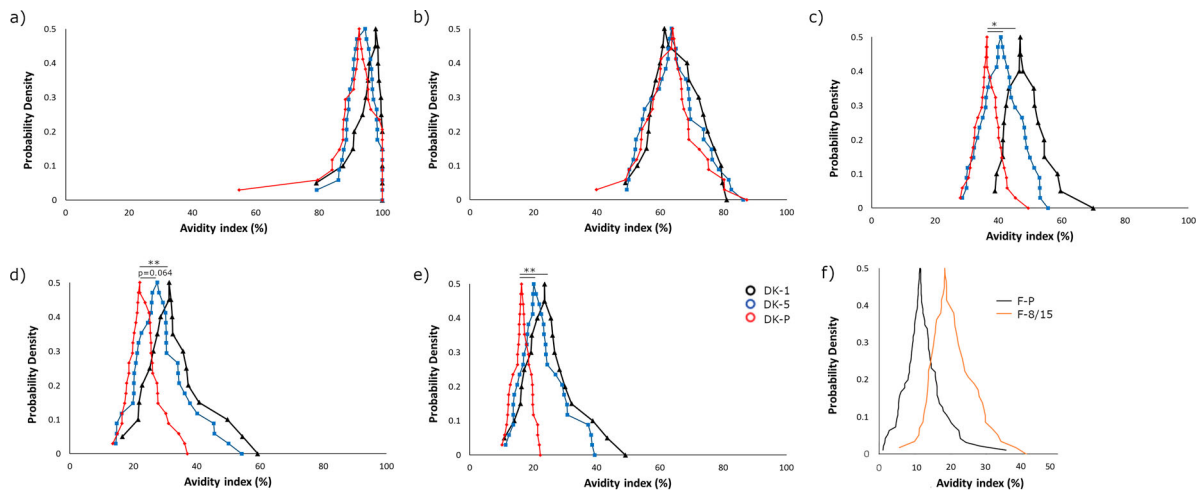 a)
0.5
0.4
0.3
0.2
0.1
0
Probability Density
0 20 40 60 80 100
Avidity index (%)
b)
0.5
0.4
0.3
0.2
0.1
0
Probability Density
0 20 40 60 80 100
Avidity index (%)
c)
*
0.5
0.4
0.3
0.2
0.1
0
Probability Density
0 20 40 60 80 100
Avidity index (%)
d)
**
p=0.064
0.5
0.4
0.3
0.2
0.1
0
Probability Density
0 20 40 60 80 100
Avidity index (%)
e)
**
0.5
0.4
0.3
0.2
0.1
0
Probability Density
DK-1
DK-5
DK-P
0 20 40 60 80 100
Avidity index (%)
f)
0.5
0.4
0.3
0.2
0.1
0
Probability Density
F-P
F-8/15
0 10 20 30 40 50
Avidity index (%)